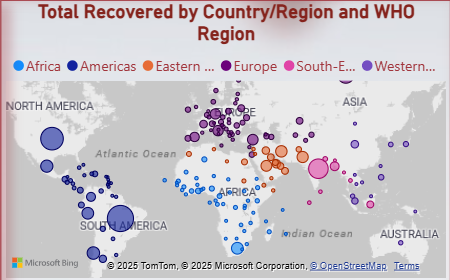 Total Recovered by Country/Region and WHO
Region
Africa Americas Eastern ... Europe South-E... Western...
NORTH AMERICA
EUROPE
ASIA
Atlantic Ocean
AFRICA
SOUTH AMERICA
Indian Ocean
AUSTRALIA
Microsoft Bing
© 2025 TomTom, © 2025 Microsoft Corporation, © OpenStreetMap Terms